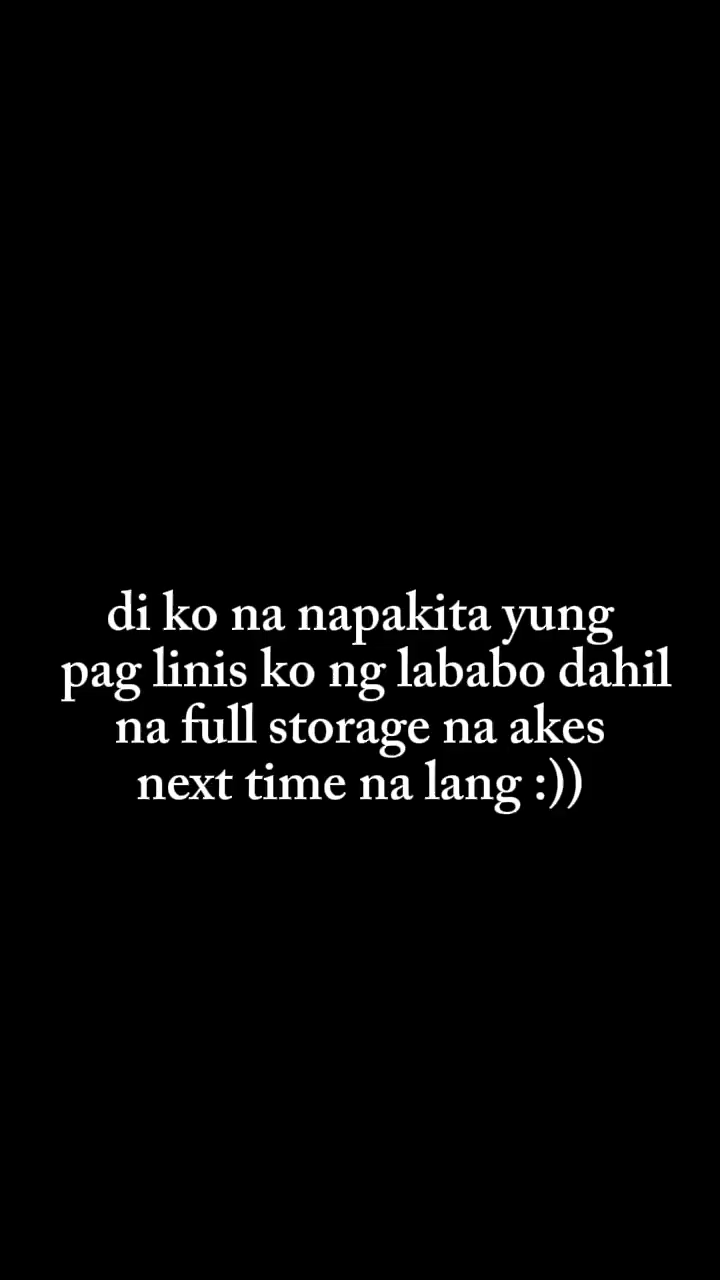 di ko na napakita yung
pag linis ko ng lababo dahil
na full storage na akes
next time na lang :))